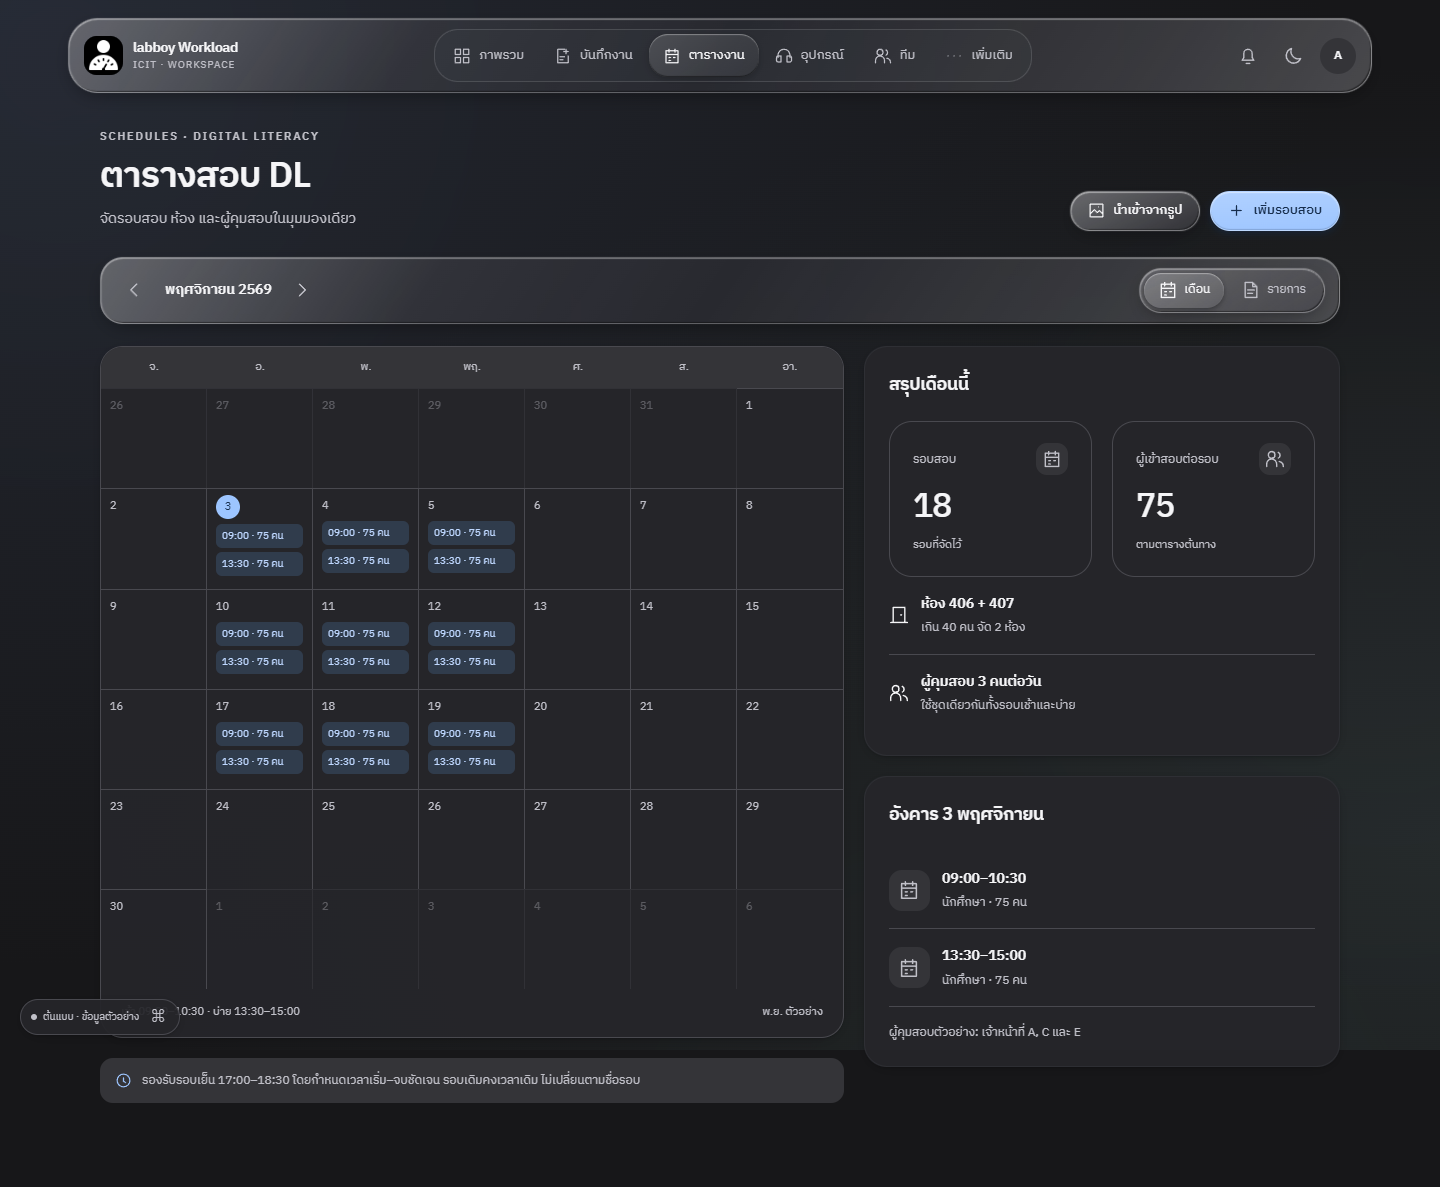 labboy Workload
ICIT · WORKSPACE
ภาพรวม
บันทึกงาน
ตารางงาน
อุปกรณ์
ทีม
··· เพิ่มเติม
A
SCHEDULES · DIGITAL LITERACY
ตารางสอบ DL
จัดรอบสอบ ห้อง และผู้คุมสอบในมุมมองเดียว
นำเข้าจากรูป
เพิ่มรอบสอบ
พฤศจิกายน 2569
เดือน
รายการ
จ. อ. พ. พฤ. ศ. ส. อา.
26 27 28 29 30 31 1
2 3 4 5 6 7 8
09:00 · 75 คน 09:00 · 75 คน 09:00 · 75 คน
13:30 · 75 คน 13:30 · 75 คน 13:30 · 75 คน
9 10 11 12 13 14 15
09:00 · 75 คน 09:00 · 75 คน 09:00 · 75 คน
13:30 · 75 คน 13:30 · 75 คน 13:30 · 75 คน
16 17 18 19 20 21 22
09:00 · 75 คน 09:00 · 75 คน 09:00 · 75 คน
13:30 · 75 คน 13:30 · 75 คน 13:30 · 75 คน
23 24 25 26 27 28 29
30 1 2 3 4 5 6
10:30 · บ่าย 13:30–15:00
พ.ย. ตัวอย่าง
ต้นแบบ · ข้อมูลตัวอย่าง ⌘
รองรับรอบเย็น 17:00–18:30 โดยกำหนดเวลาเริ่ม–จบชัดเจน รอบเดิมคงเวลาเดิม ไม่เปลี่ยนตามชื่อรอบ
สรุปเดือนนี้
รอบสอบ
18
รอบที่จัดไว้
ผู้เข้าสอบต่อรอบ
75
ตามตารางต้นทาง
ห้อง 406 + 407
เกิน 40 คน จัด 2 ห้อง
ผู้คุมสอบ 3 คนต่อวัน
ใช้ชุดเดียวกันทั้งรอบเช้าและบ่าย
อังคาร 3 พฤศจิกายน
09:00–10:30
นักศึกษา · 75 คน
13:30–15:00
นักศึกษา · 75 คน
ผู้คุมสอบตัวอย่าง: เจ้าหน้าที่ A, C และ E